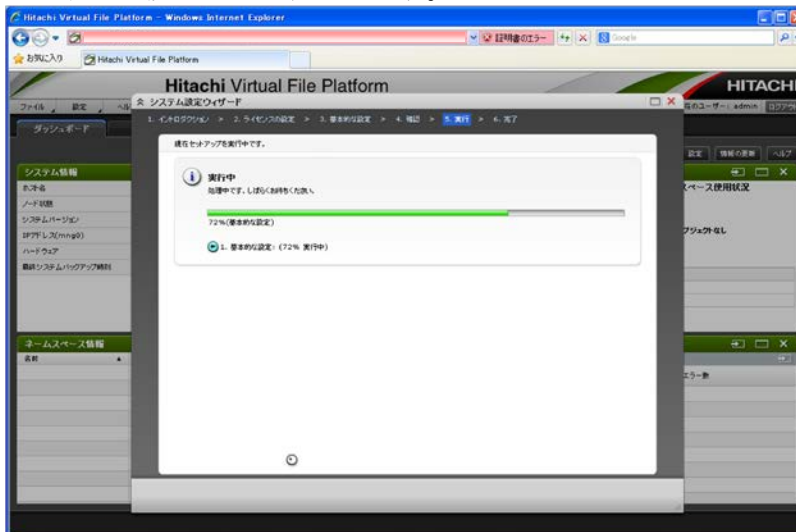 Hitachi Virtual File Platform - Windows Internet Explorer
証明書のエラー
Google
お気に入り
Hitachi Virtual File Platform
Hitachi Virtual File Platform
HITACHI
ファイル 設定
admin
システム設定ウィザード
1. イントロダクション > 2. ライセンスの設定 > 3. 基本的な設定 > 4. 確認 > 5. 実行 > 6. 完了
ダッシュボード
現在セットアップを実行中です。
設定 情報の更新 ヘルプ
システム情報
実行中
処理中です。しばらくお待ちください。
ホスト名
ノード状態
システムバージョン
IPアドレス(mng0)
ハードウェア
最終システムバックアップ時刻
72%(基本的な設定)
1. 基本的な設定: (72% 実行中)
ペース使用状況
ブジェクトなし
ネームスペース情報
名前
エラー数